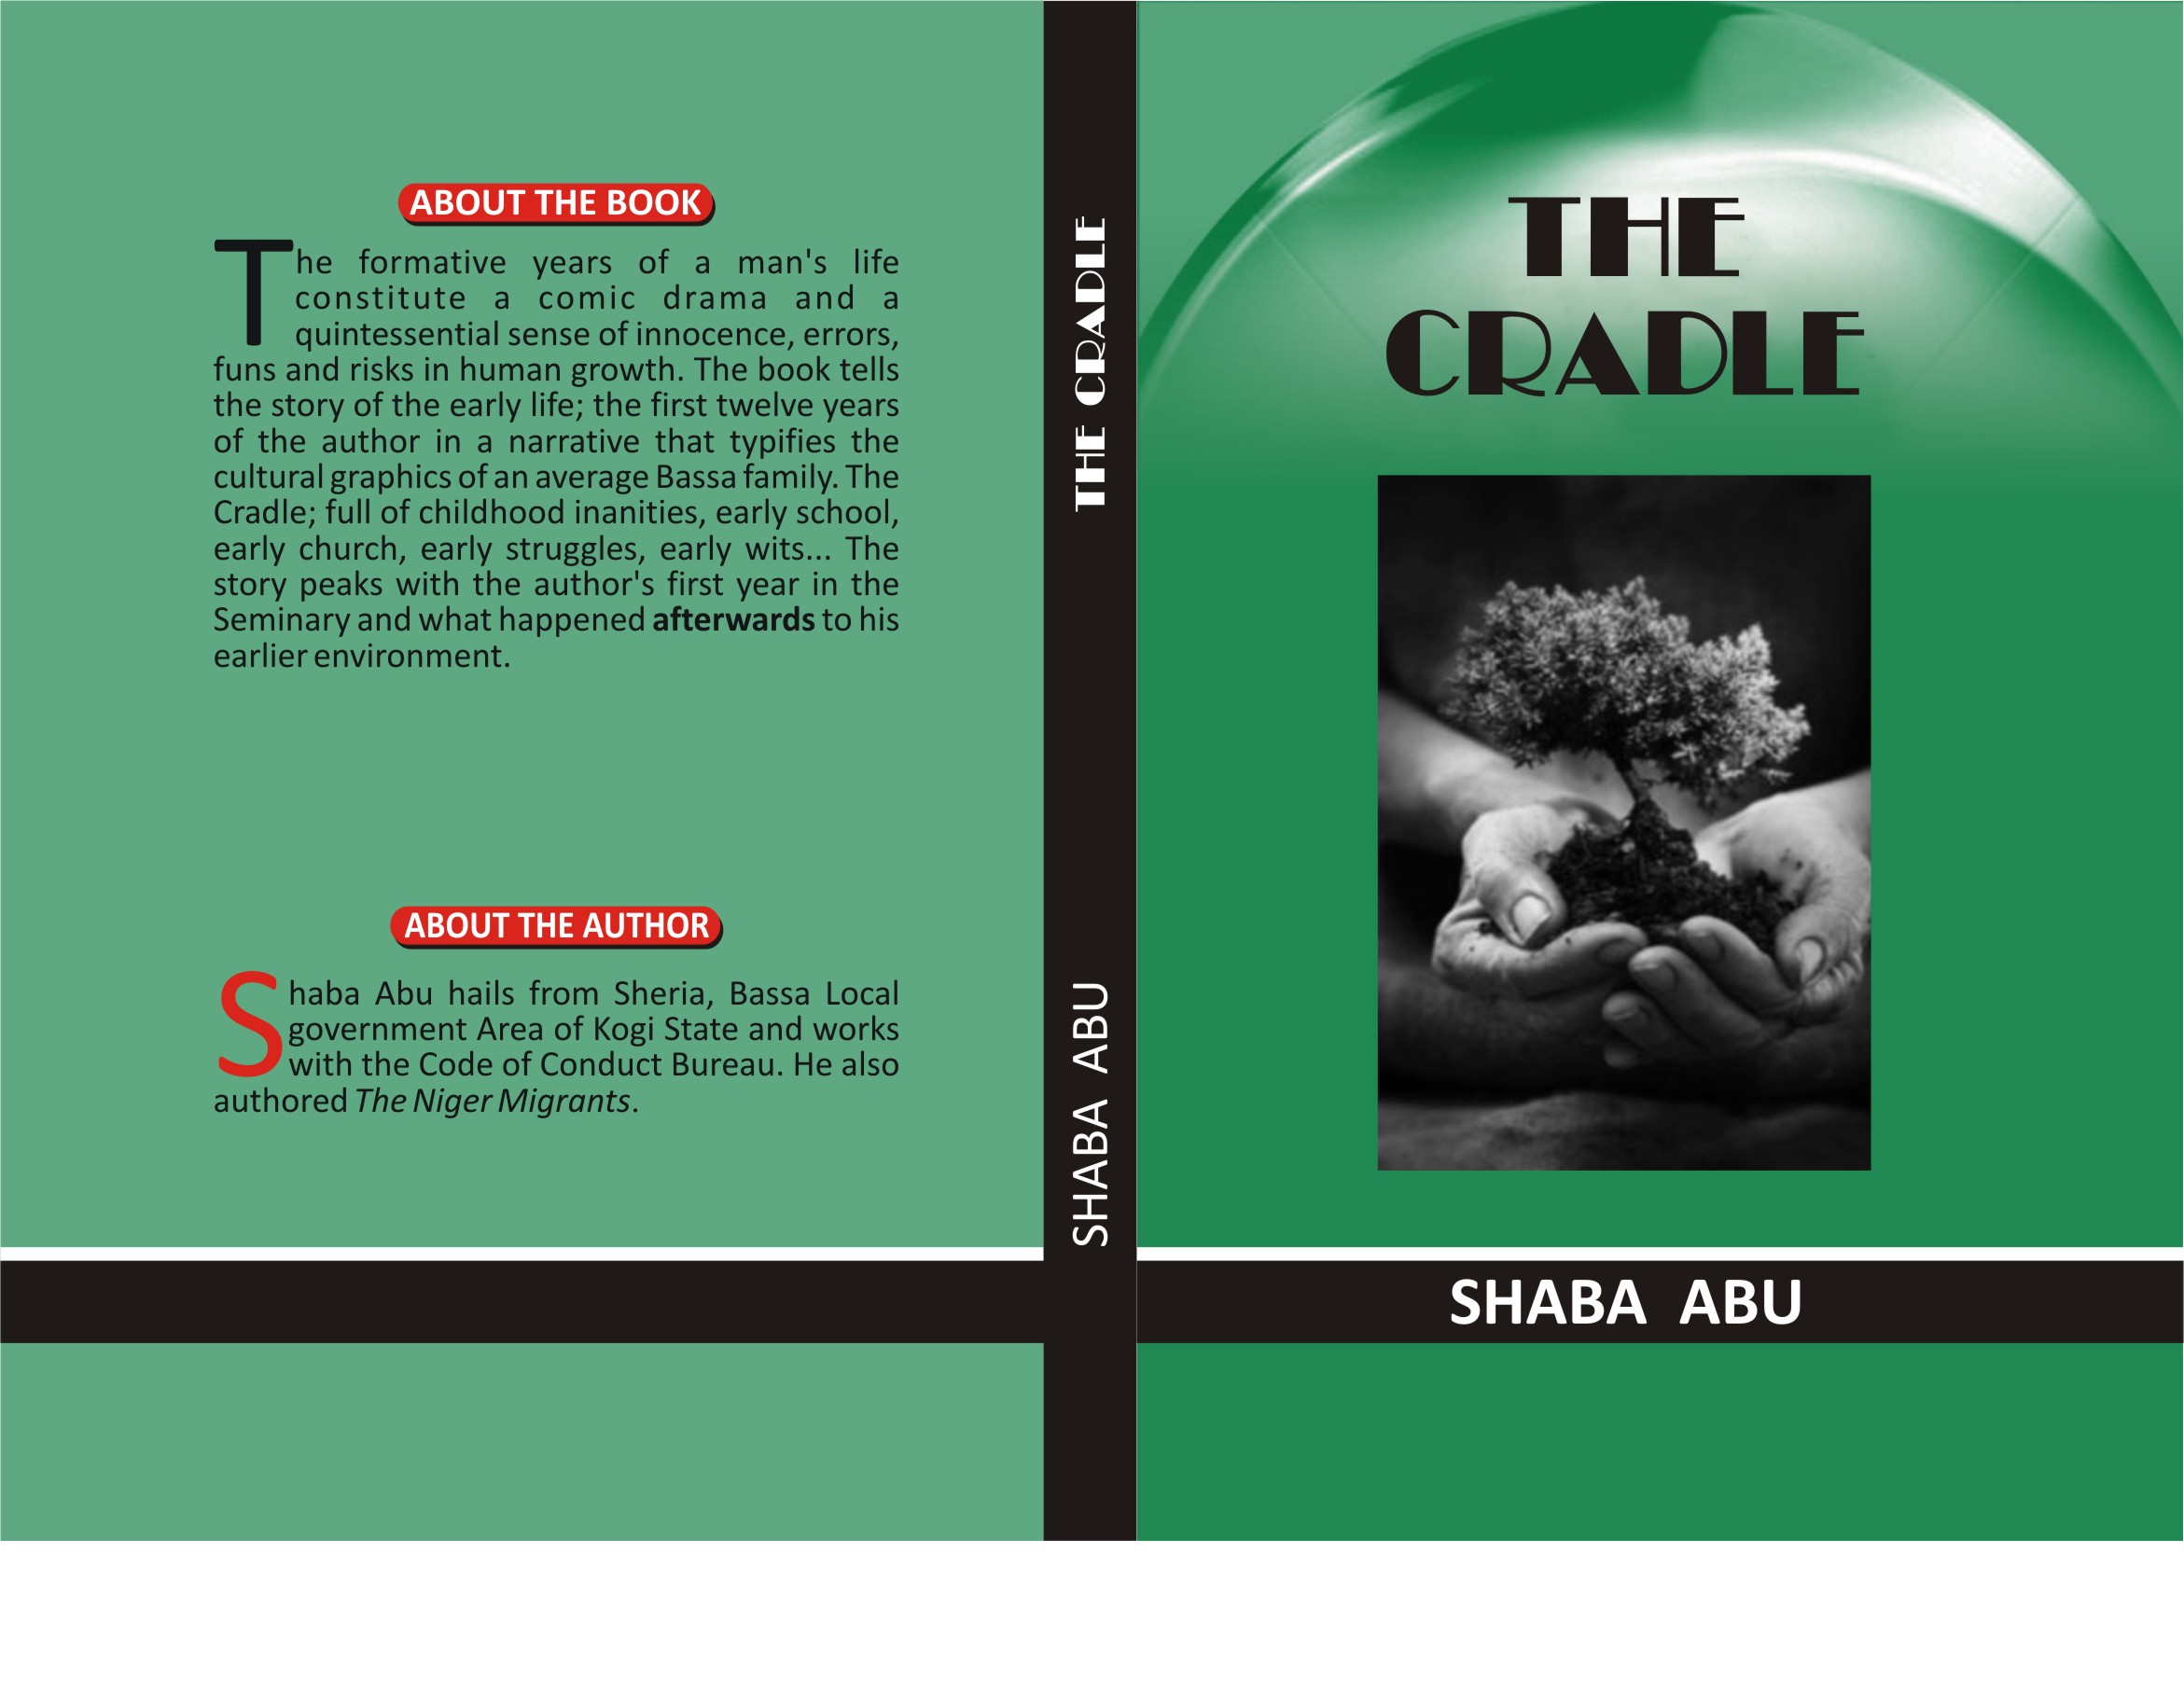 ABOUT THE BOOK
The formative years of a man's life
constitute a comic drama and a
quintessential sense of innocence, errors,
funs and risks in human growth. The book tells
the story of the early life; the first twelve years
of the author in a narrative that typifies the
cultural graphics of an average Bassa family. The
Cradle; full of childhood inanities, early school,
early church, early struggles, early wits... The
story peaks with the author's first year in the
Seminary and what happened afterwards to his
earlier environment.
ABOUT THE AUTHOR
Shaba Abu hails from Sheria, Bassa Local
government Area of Kogi State and works
with the Code of Conduct Bureau. He also
authored The Niger Migrants.
THE CRADLE
SHABA ABU
THE
CRADLE
SHABA ABU